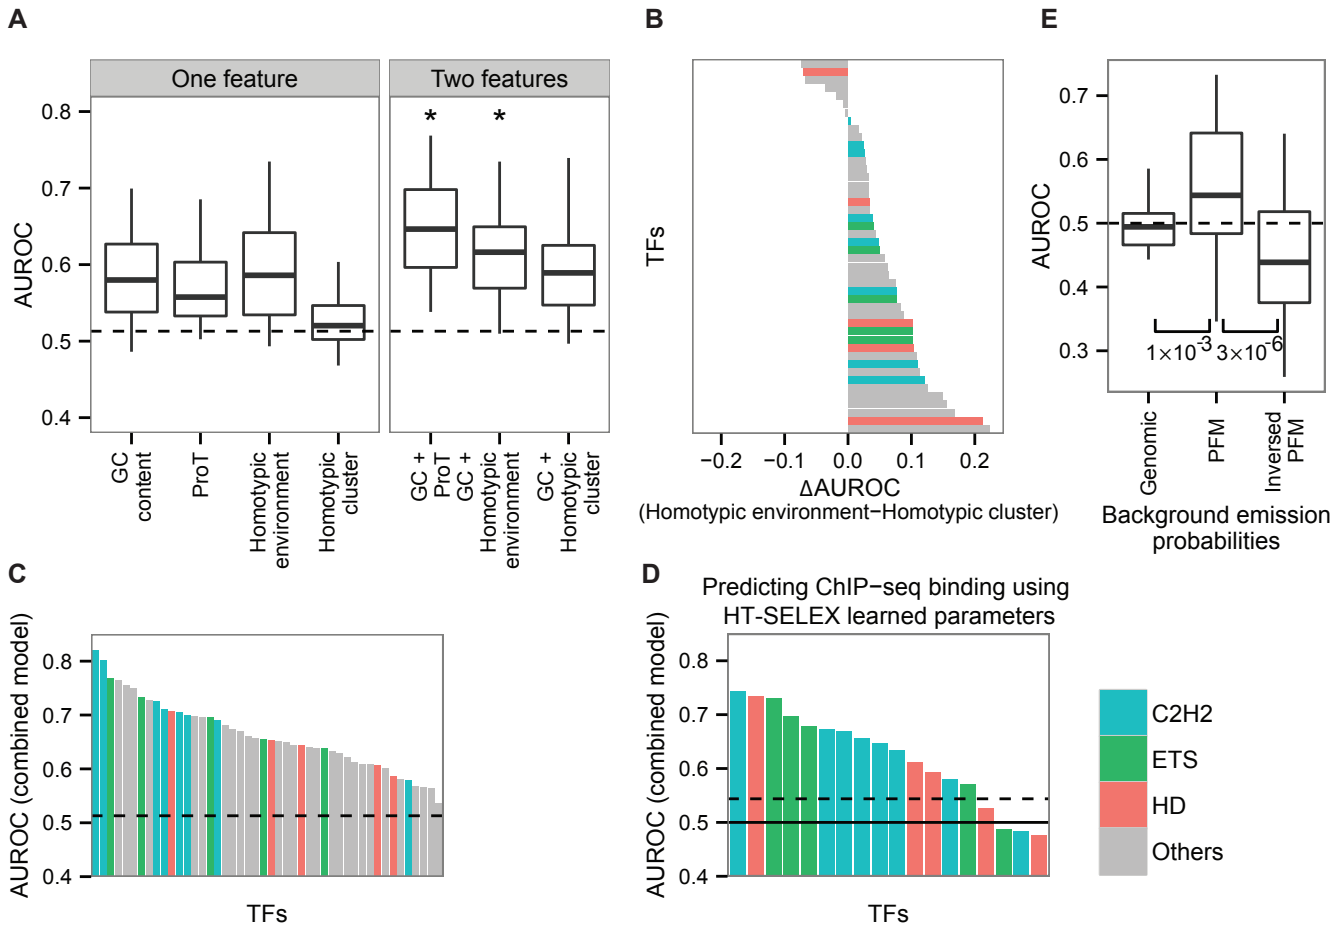 A
One feature
Two features
AUROC
0.8
0.7
0.6
0.5
0.4
*
*
GC
content
ProT
Homotypic
environment
Homotypic
cluster
GC +
ProT
GC +
Homotypic
environment
GC +
Homotypic
cluster
B
TFs
−0.2
−0.1
0.0
0.1
0.2
ΔAUROC
(Homotypic environment−Homotypic cluster)
E
AUROC
0.7
0.6
0.5
0.4
0.3
1×10-3
3×10-6
Genomic
PFM
Inversed
PFM
Background emission
probabilities
C
AUROC (combined model)
0.8
0.7
0.6
0.5
0.4
TFs
D
Predicting ChIP−seq binding using
HT-SELEX learned parameters
AUROC (combined model)
0.8
0.7
0.6
0.5
0.4
TFs
C2H2
ETS
HD
Others